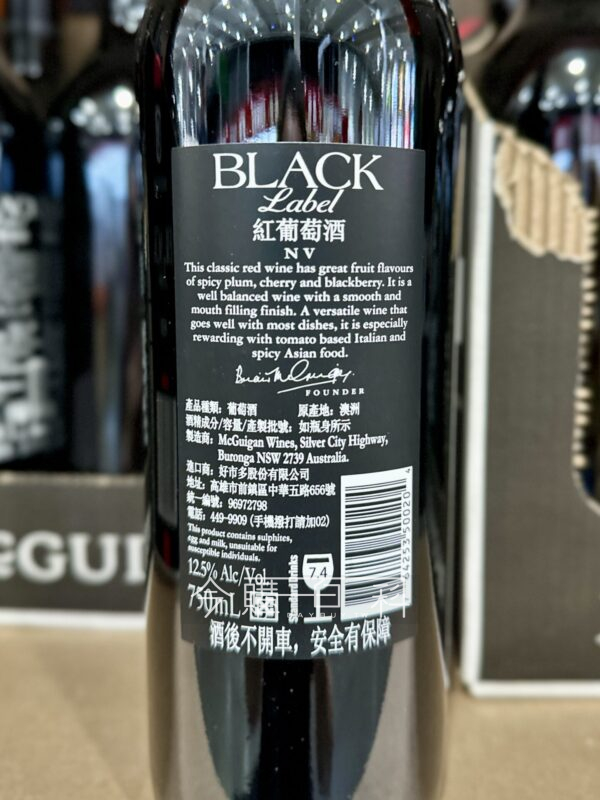 BLACK
Label
紅葡萄酒
NV
This classic red wine has great fruit flavours
of spicy plum, cherry and blackberry. It is a
well balanced wine with a smooth and
mouth filling finish. A versatile wine that
goes well with most dishes, it is especially
rewarding with tomato based Italian and
spicy Asian food.
FOUNDER
產品種類: 葡萄酒 原產地: 澳洲
酒精成分/容量/產製批號: 如瓶身所示
製造商: McGuigan Wines, Silver City Highway,
Buronga NSW 2739 Australia.
進口商: 好市多股份有限公司
地址: 高雄市前鎮區中華五路656號
統一編號: 96972798
電話: 449-9909 (手機撥打請加02)
This product contains sulphites,
egg and milk, unsuitable for
susceptible individuals.
12.5% Alc/Vol
750mL
Standard Drinks
7.4
酒後不開車，安全有保障